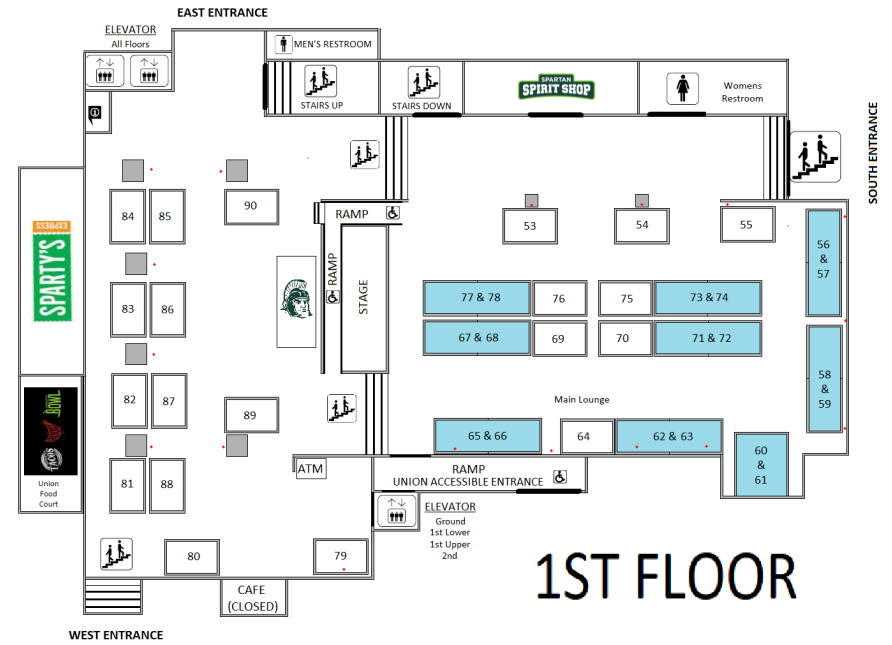 EAST ENTRANCE
ELEVATOR
All Floors
MEN'S RESTROOM
STAIRS UP
STAIRS DOWN
SPARTAN
SPIRIT SHOP
Womens
Restroom
SOUTH ENTRANCE
84
85
90
RAMP
53
54
55
56
&
57
EXPRESS
SPARTY'S
RAMP
STAGE
83
86
77 & 78
76
75
73 & 74
67 & 68
69
70
71 & 72
58
&
59
82
87
89
Main Lounge
BOWL
TACOS
65 & 66
64
62 & 63
60
&
61
Union
Food
Court
81
88
ATM
RAMP
UNION ACCESSIBLE ENTRANCE
ELEVATOR
Ground
1st Lower
1st Upper
2nd
80
79
1ST FLOOR
CAFE
(CLOSED)
WEST ENTRANCE